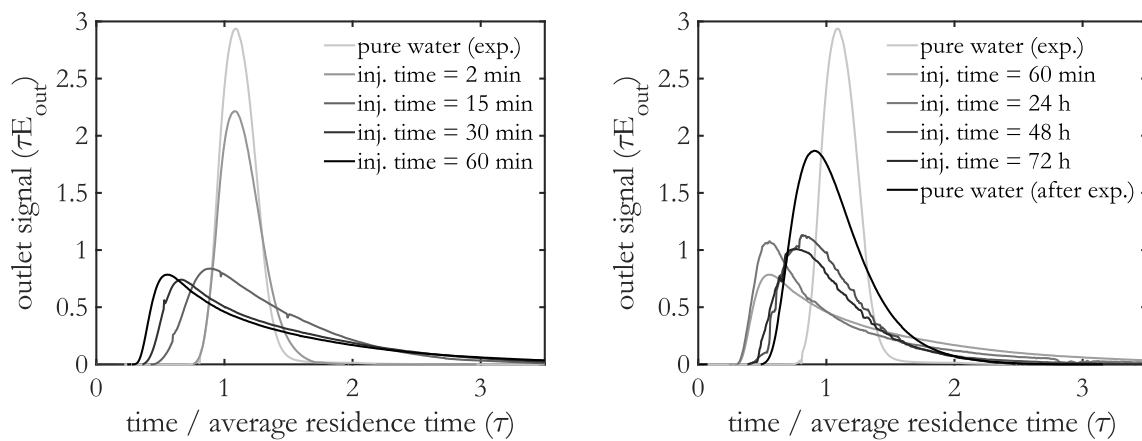 3
2.5
2
1.5
1
0.5
0
0 1 2 3
outlet signal (τE_out)
time / average residence time (τ)
pure water (exp.)
inj. time = 2 min
inj. time = 15 min
inj. time = 30 min
inj. time = 60 min
3
2.5
2
1.5
1
0.5
0
0 1 2 3
outlet signal (τE_out)
time / average residence time (τ)
pure water (exp.)
inj. time = 60 min
inj. time = 24 h
inj. time = 48 h
inj. time = 72 h
pure water (after exp.)